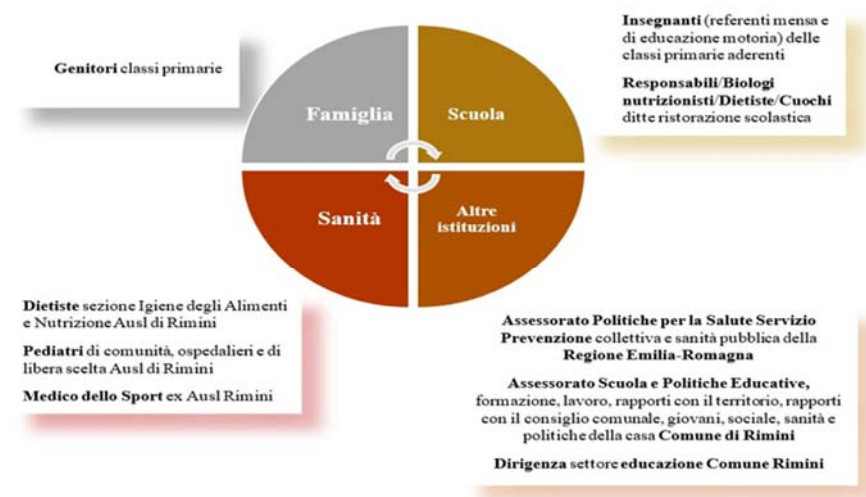 Genitori classi primarie
Famiglia
Scuola
Insegnanti (referenti mensa e
di educazione motoria) delle
classi primarie aderenti
Responsabili/Biologi
nutrizionisti/Dietiste/Cuochi
ditte ristorazione scolastica
Sanità
Altre
istituzioni
Dietiste sezione Igiene degli Alimenti
e Nutrizione Ausl di Rimini
Pediatri di comunità, ospedalieri e di
libera scelta Ausl di Rimini
Medico dello Sport ex Ausl Rimini
Assessorato Politiche per la Salute Servizio
Prevenzione collettiva e sanità pubblica della
Regione Emilia-Romagna
Assessorato Scuola e Politiche Educative,
formazione, lavoro, rapporti con il territorio, rapporti
con il consiglio comunale, giovani, sociale, sanità e
politiche della casa Comune di Rimini
Dirigenza settore educazione Comune Rimini